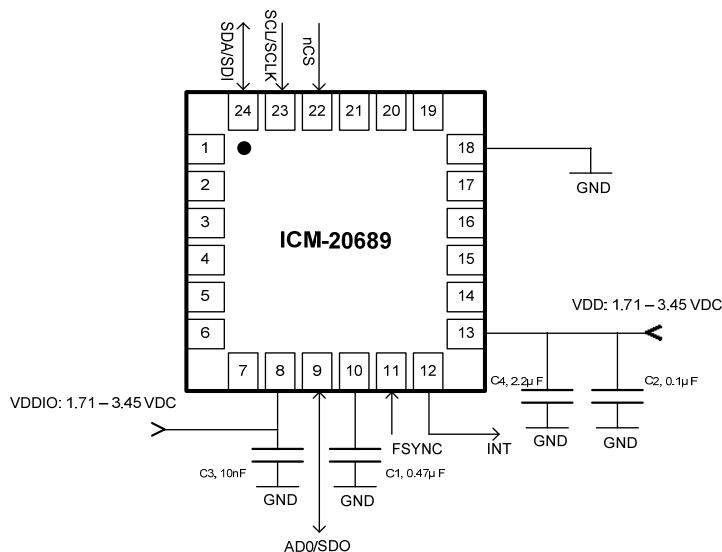 SDA/SDI
SCL/SCLK
nCS
24 23 22 21 20 19
1
2
3
4
5
6
18
17
16
15
14
13
ICM-20689
GND
VDD: 1.71 – 3.45 VDC
7 8 9 10 11 12
C4, 2.2µ F
C2, 0.1µ F
GND
GND
VDDIO: 1.71 – 3.45 VDC
FSYNC
INT
C3, 10nF
C1, 0.47µ F
GND
GND
AD0/SDO